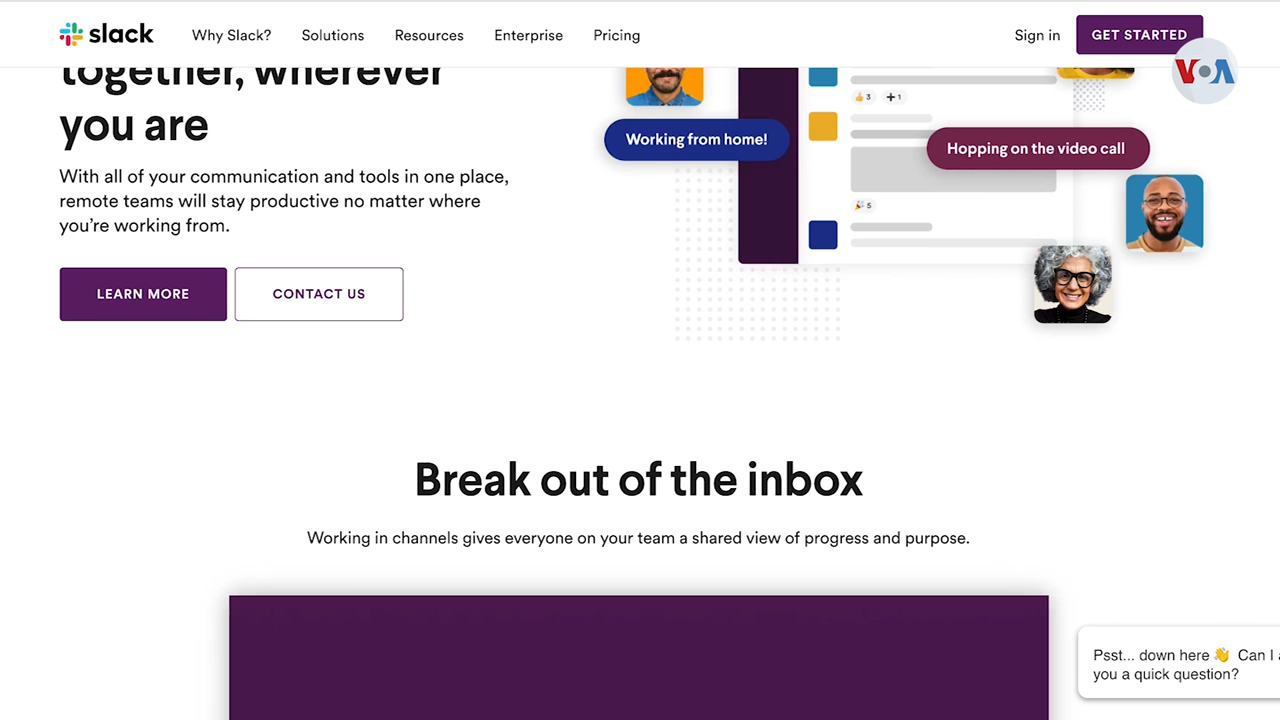 slack
Why Slack?
Solutions
Resources
Enterprise
Pricing
Sign in
GET STARTED
VOA
together, wherever
you are
With all of your communication and tools in one place,
remote teams will stay productive no matter where
you're working from.
LEARN MORE
CONTACT US
👍 3
+ 1
Working from home!
Hopping on the video call
🎉 5
Break out of the inbox
Working in channels gives everyone on your team a shared view of progress and purpose.
Psst... down here 👋 Can I
you a quick question?